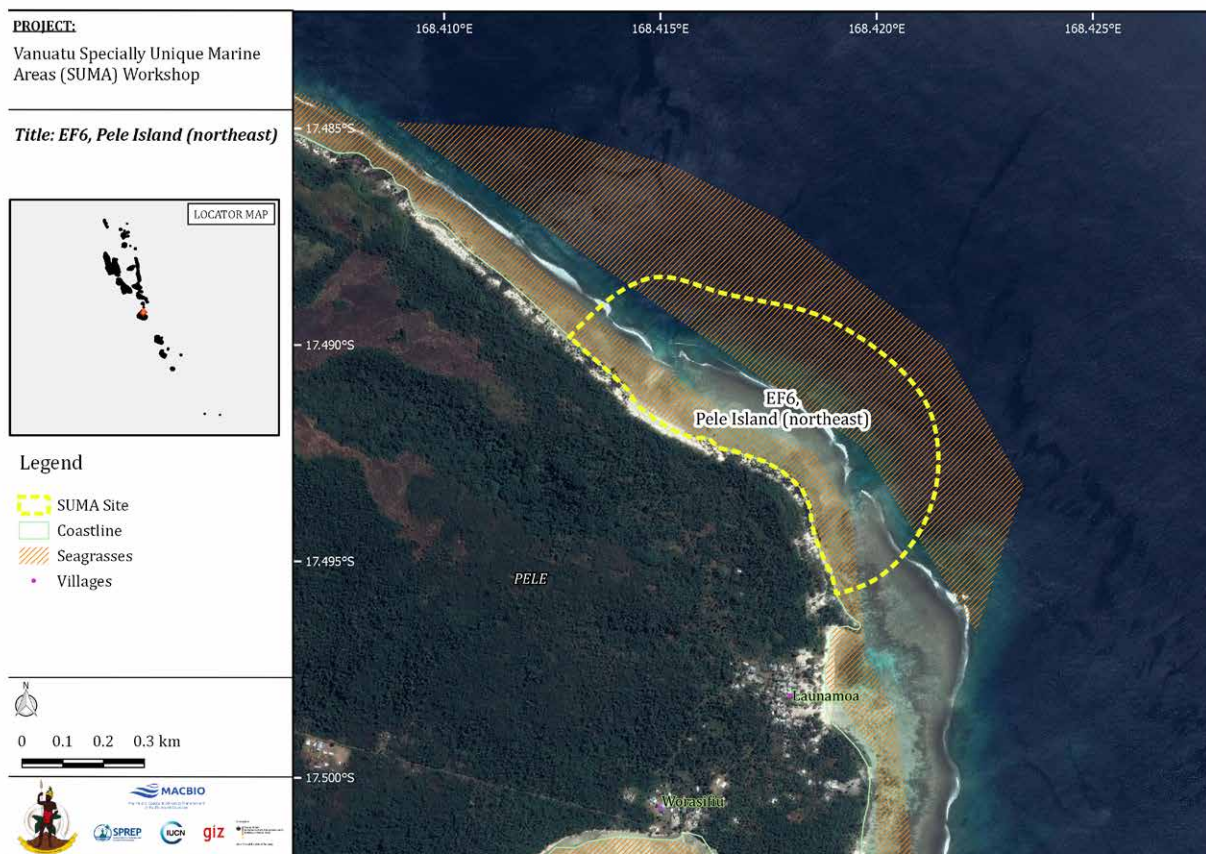 PROJECT:
Vanuatu Specially Unique Marine
Areas (SUMA) Workshop
Title: EF6, Pele Island (northeast)
LOCATOR MAP
Legend
SUMA Site
Coastline
Seagrasses
Villages
N
0 0.1 0.2 0.3 km
MACBIO
SPREP
IUCN
giz
168.410°E
168.415°E
168.420°E
168.425°E
17.485°S
17.490°S
17.495°S
17.500°S
EF6,
Pele Island (northeast)
PELE
Launamoa
Worasifiu